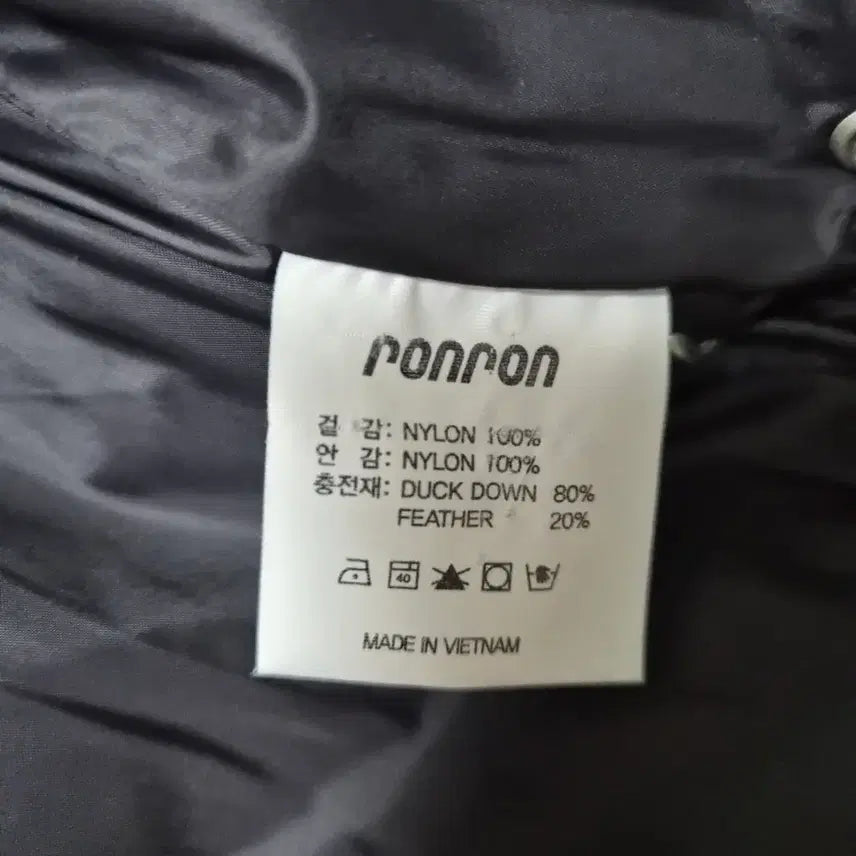 ronron
걸 감: NYLON 100%
안 감: NYLON 100%
충전재: DUCK DOWN 80%
FEATHER 20%
40
MADE IN VIETNAM